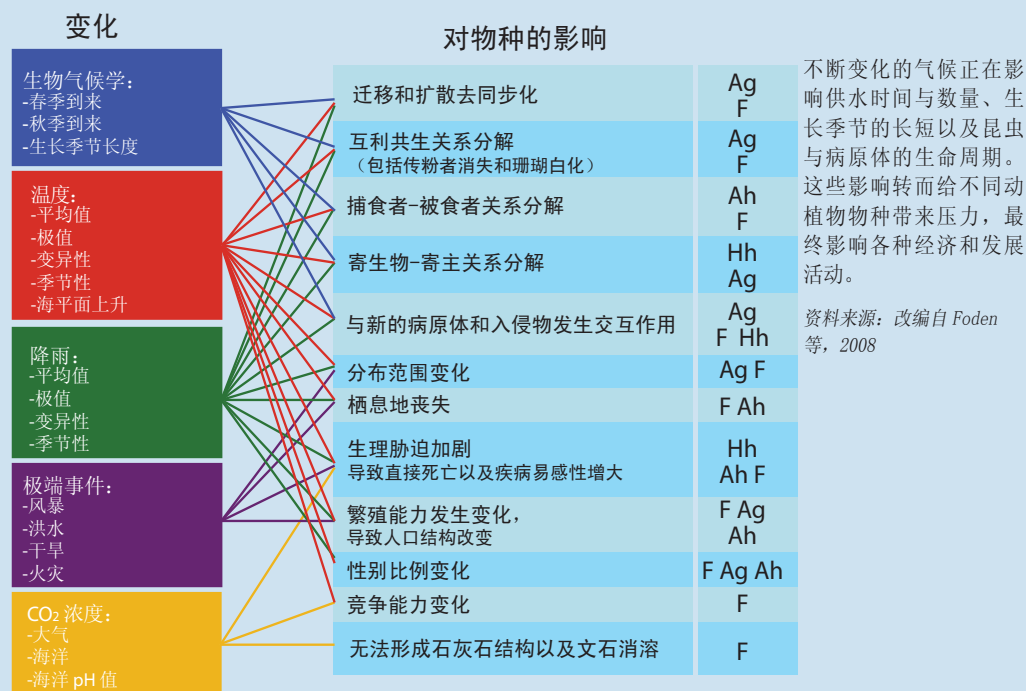 变化
对物种的影响
生物气候学：
-春季到来
-秋季到来
-生长季节长度
温度：
-平均值
-极值
-变异性
-季节性
-海平面上升
降雨：
-平均值
-极值
-变异性
-季节性
极端事件：
-风暴
-洪水
-干旱
-火灾
CO₂ 浓度：
-大气
-海洋
-海洋 pH 值
迁移和扩散去同步化
Ag
F
互利共生关系分解
（包括传粉者消失和珊瑚白化）
Ag
F
捕食者-被食者关系分解
Ah
F
寄生物-寄主关系分解
Hh
Ag
与新的病原体和入侵物发生交互作用
Ag
F Hh
分布范围变化
Ag F
栖息地丧失
F Ah
生理胁迫加剧
导致直接死亡以及疾病易感性增大
Hh
Ah F
繁殖能力发生变化，
导致人口结构改变
F Ag
Ah
性别比例变化
F Ag Ah
竞争能力变化
F
无法形成石灰石结构以及文石消溶
F
不断变化的气候正在影
响供水时间与数量、生
长季节的长短以及昆虫
与病原体的生命周期。
这些影响转而给不同动
植物物种带来压力，最
终影响各种经济和发展
活动。
资料来源：改编自 Foden
等，2008